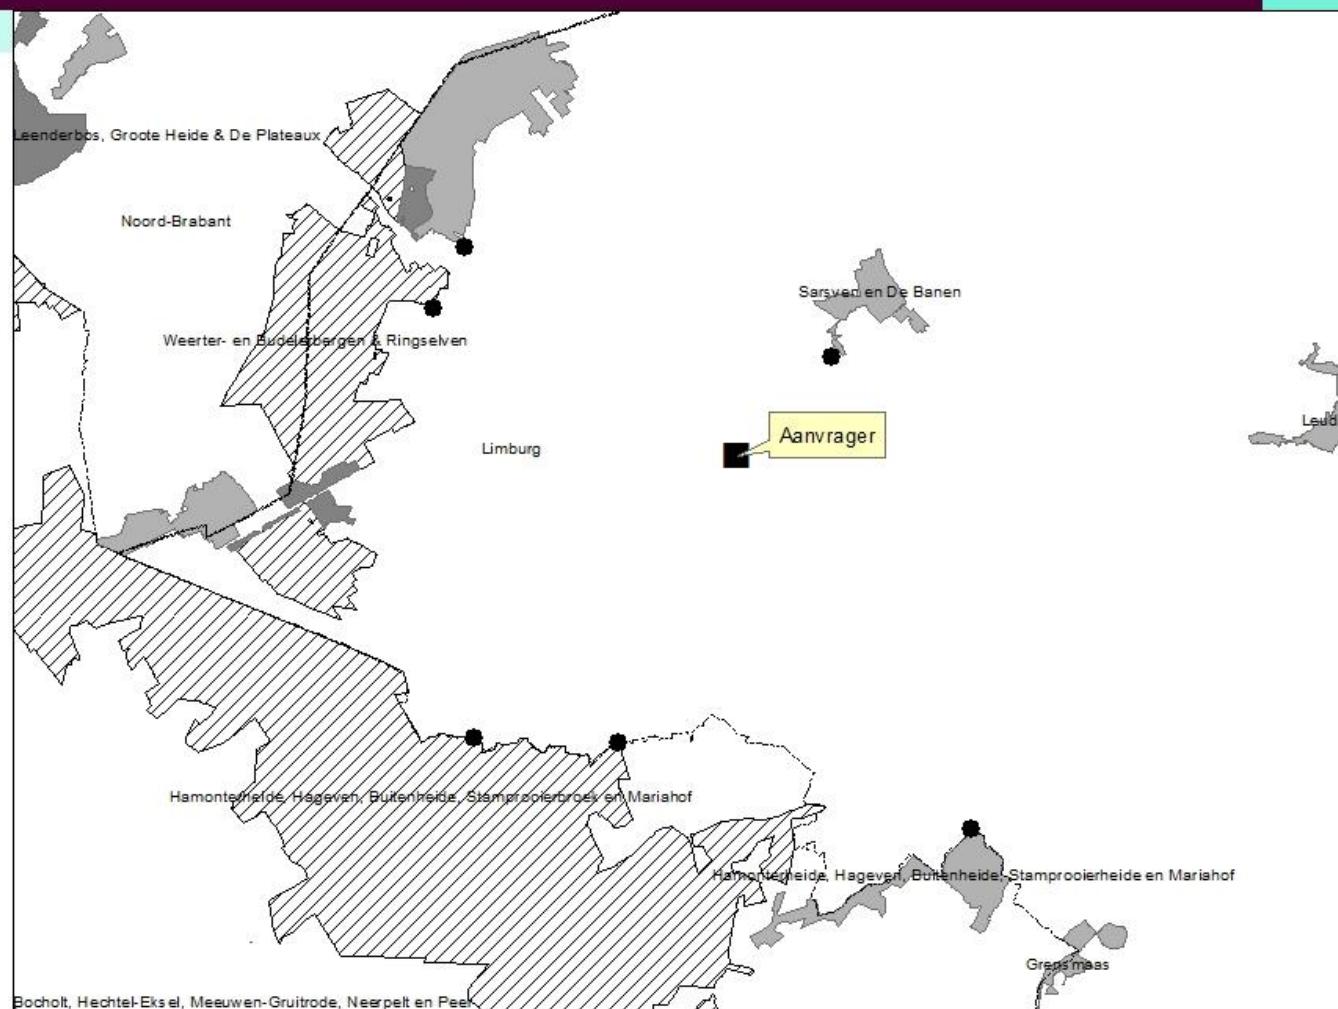 Leenderbos, Groote Heide & De Plateaux
Noord-Brabant
Sarsven en De Banen
Weerter- en Budelerbergen & Ringselven
Leud
Aanvrager
Limburg
Hamonterheide, Hageven, Buitenheide, Stamprooierbroek en Mariahof
Hamonterheide, Hageven, Buitenheide, Stamprooierheide en Mariahof
Grensmaas
Bocholt, Hechtel-Eksel, Meeuwen-Gruitrode, Neerpelt en Peer